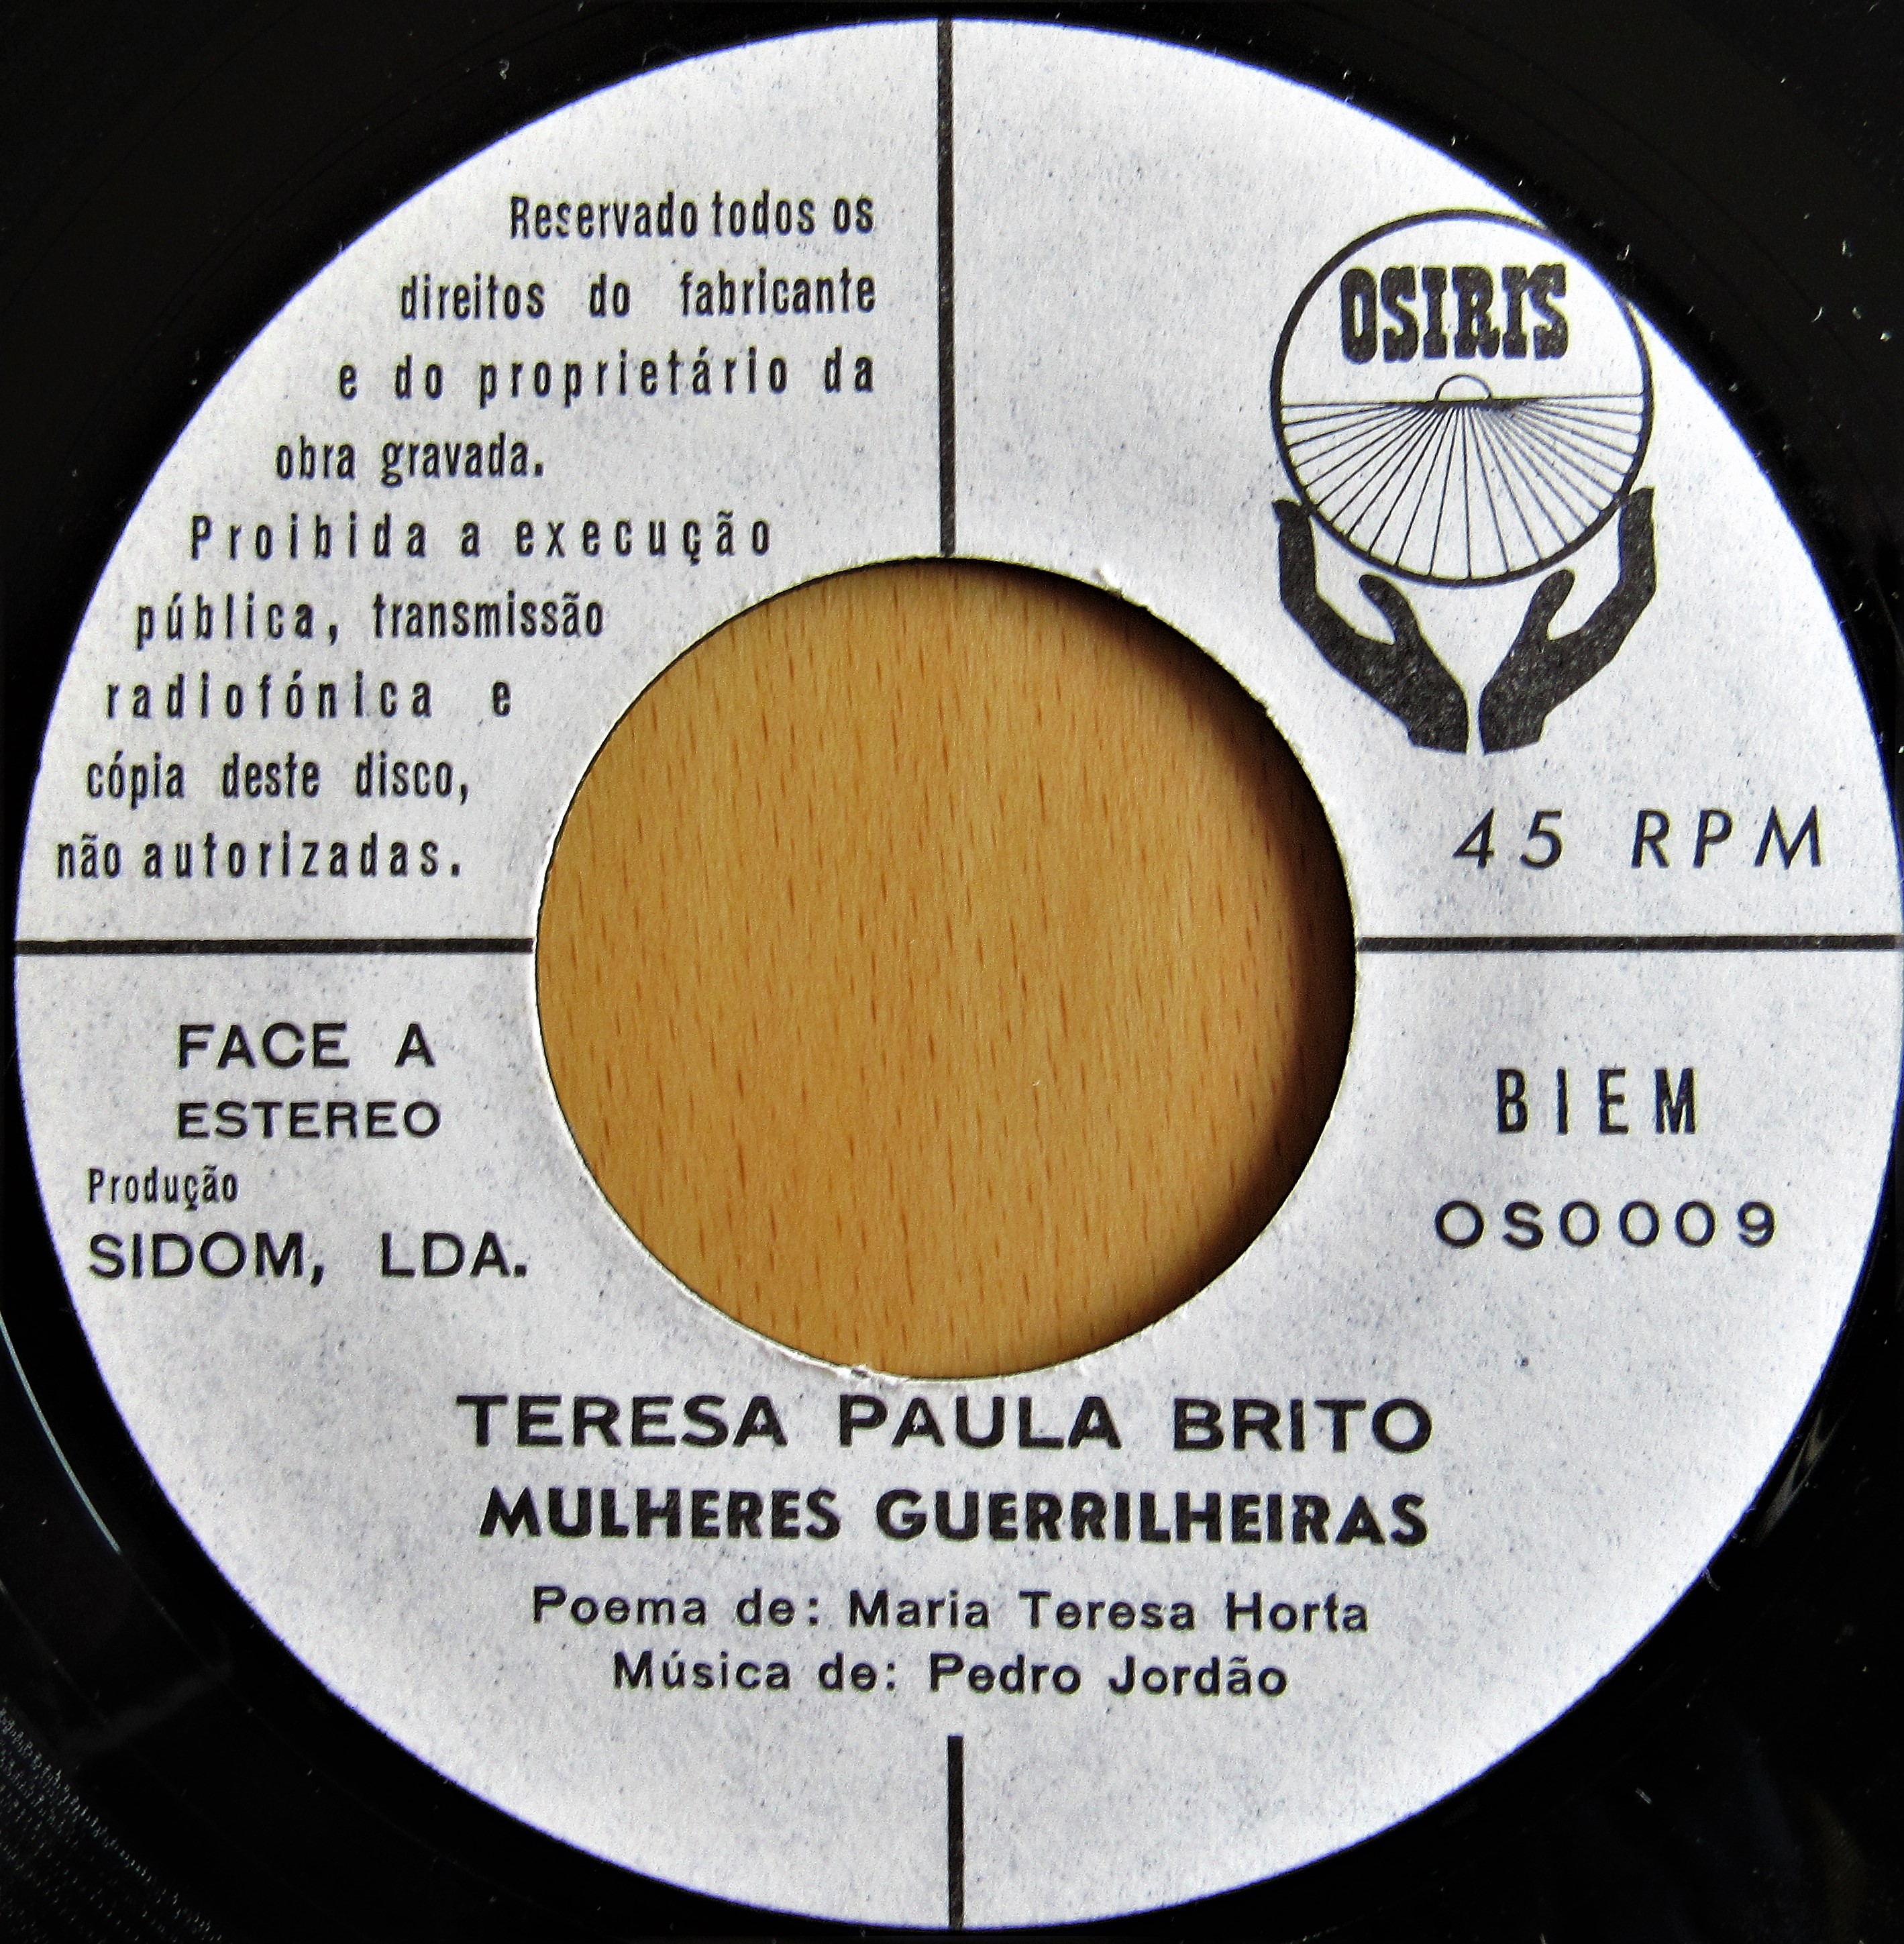 Reservado todos os
direitos do fabricante
e do proprietário da
obra gravada.
Proibida a execução
pública, transmissão
radiofónica e
cópia deste disco,
não autorizadas.
OSIRIS
45 RPM
FACE A
ESTEREO
Produção
SIDOM, LDA.
BIEM
OS0009
TERESA PAULA BRITO
MULHERES GUERRILHEIRAS
Poema de: Maria Teresa Horta
Música de: Pedro Jordão